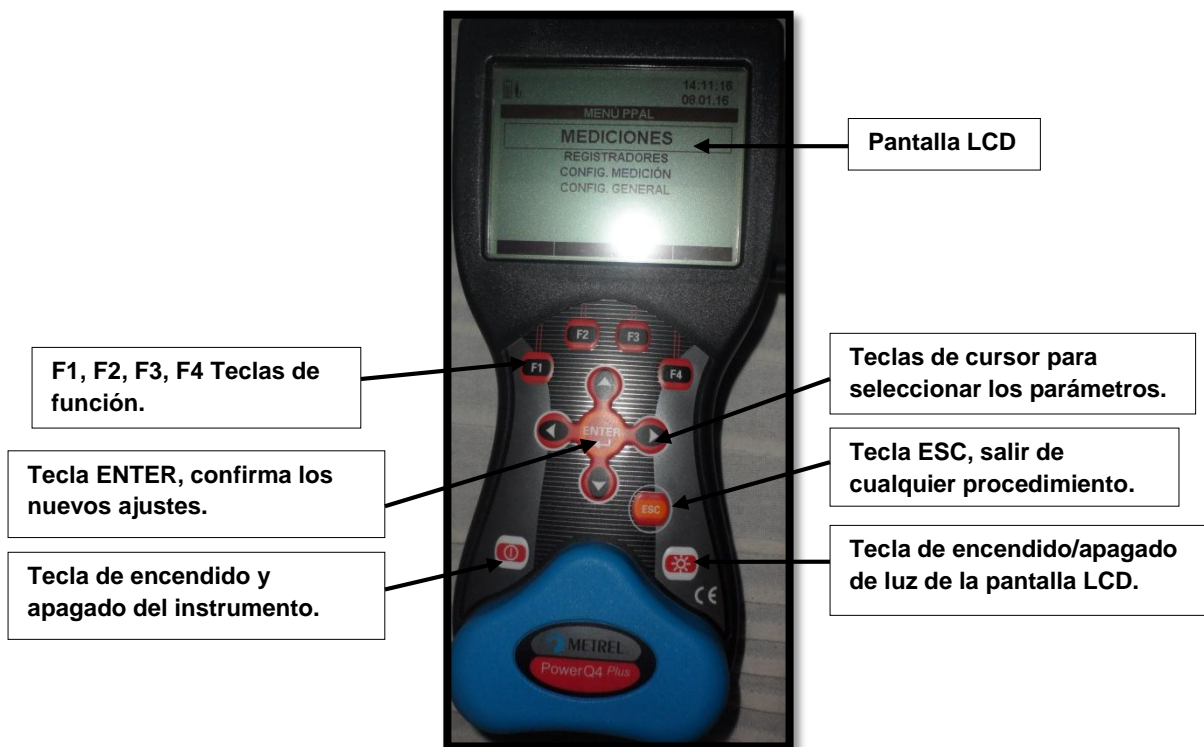 14:11:16
08.01.16
MENÚ PPAL
MEDICIONES
REGISTRADORES
CONFIG. MEDICIÓN
CONFIG. GENERAL
Pantalla LCD
F1
F2
F3
F4
F1, F2, F3, F4 Teclas de
función.
Teclas de cursor para
seleccionar los parámetros.
ENTER
Tecla ENTER, confirma los
nuevos ajustes.
Tecla ESC, salir de
cualquier procedimiento.
ESC
Tecla de encendido y
apagado del instrumento.
Tecla de encendido/apagado
de luz de la pantalla LCD.
CE
METREL
PowerQ4 Plus